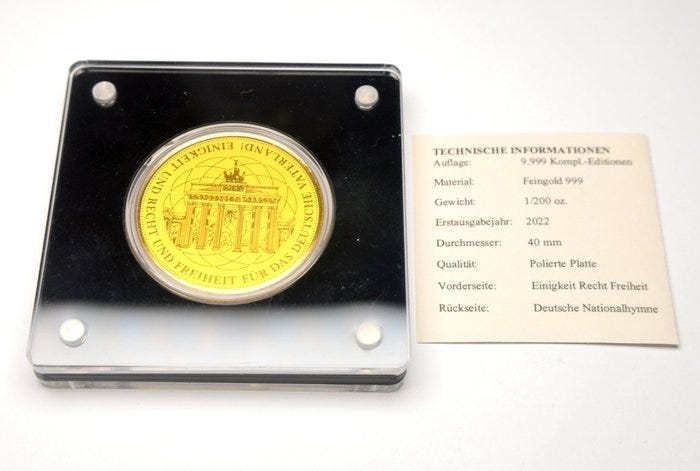 EINIGKEIT UND RECHT UND FREIHEIT FÜR DAS DEUTSCHE VATERLAND!
TECHNISCHE INFORMATIONEN
Auflage: 9.999 Kompl.-Editionen
Material: Feingold 999
Gewicht: 1/200 oz.
Erstausgabejahr: 2022
Durchmesser: 40 mm
Qualität: Polierte Platte
Vorderseite: Einigkeit Recht Freiheit
Rückseite: Deutsche Nationalhymne